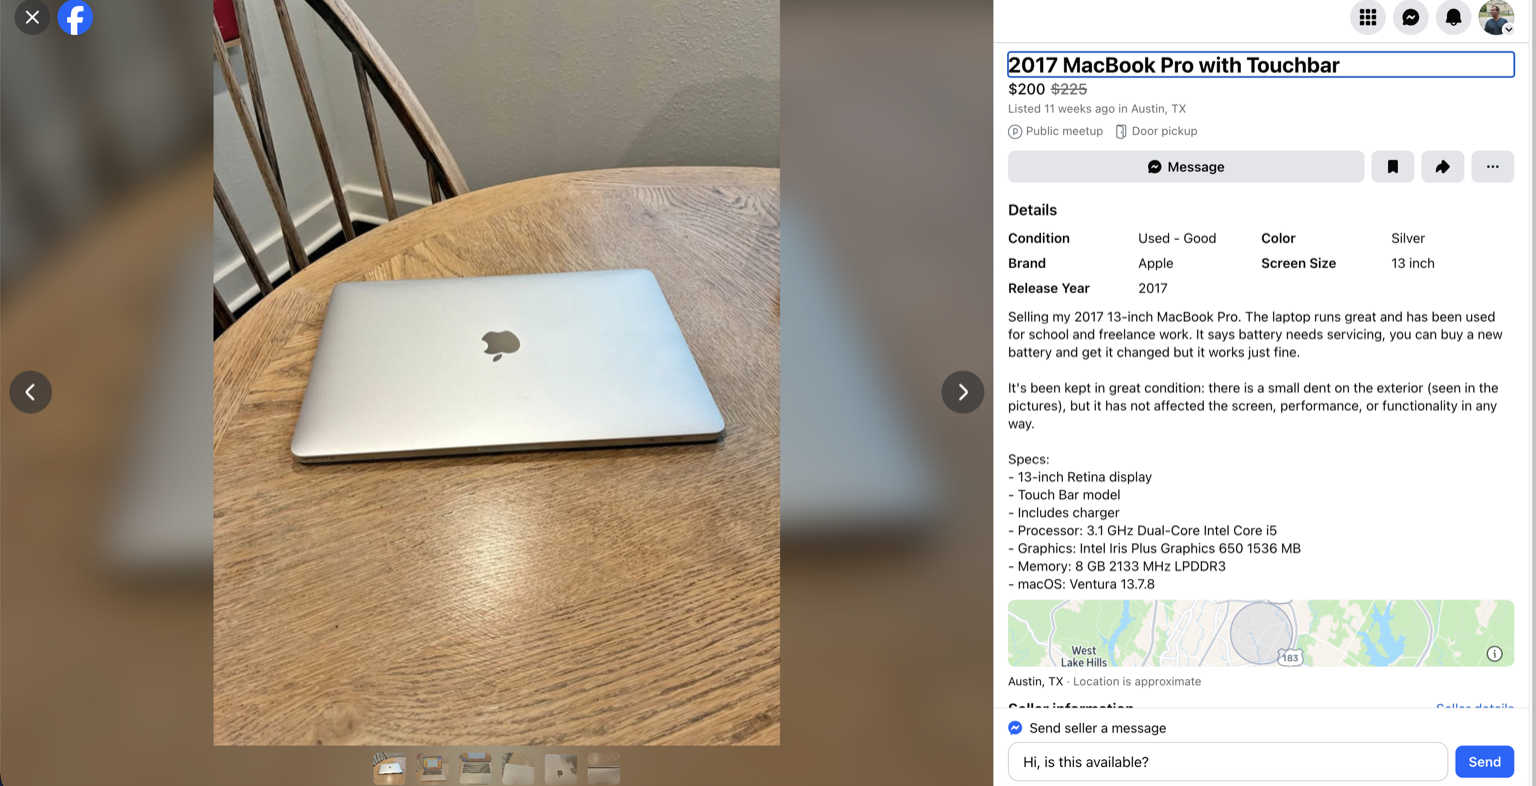 2017 MacBook Pro with Touchbar
$200 $225
Listed 11 weeks ago in Austin, TX
Public meetup Door pickup
Message
Details
Condition Used - Good Color Silver
Brand Apple Screen Size 13 inch
Release Year 2017
Selling my 2017 13-inch MacBook Pro. The laptop runs great and has been used
for school and freelance work. It says battery needs servicing, you can buy a new
battery and get it changed but it works just fine.
It's been kept in great condition: there is a small dent on the exterior (seen in the
pictures), but it has not affected the screen, performance, or functionality in any
way.
Specs:
- 13-inch Retina display
- Touch Bar model
- Includes charger
- Processor: 3.1 GHz Dual-Core Intel Core i5
- Graphics: Intel Iris Plus Graphics 650 1536 MB
- Memory: 8 GB 2133 MHz LPDDR3
- macOS: Ventura 13.7.8
West
Lake Hills
183
Austin, TX · Location is approximate
Seller information Seller details
Send seller a message
Hi, is this available?
Send